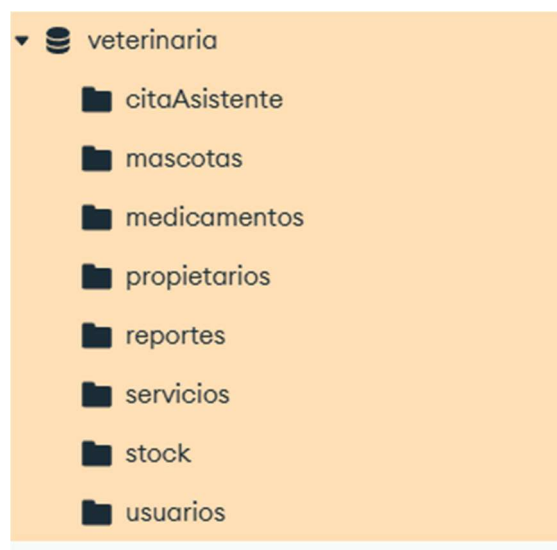 veterinaria
citaAsistente
mascotas
medicamentos
propietarios
reportes
servicios
stock
usuarios